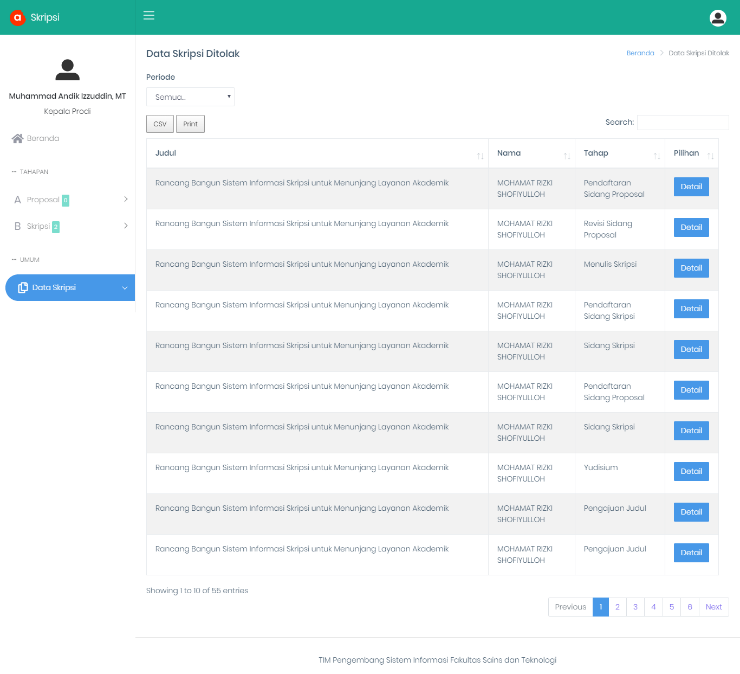 a Skripsi
Muhammad Andik Izzuddin, MT
Kepala Prodi
Beranda
-- TAHAPAN
A Proposal
B Skripsi
-- UMUM
Data Skripsi
Data Skripsi Ditolak
Beranda > Data Skripsi Ditolak
Periode
Semua..
CSV Print
Search:
Judul Nama Tahap Pilihan
Rancang Bangun Sistem Informasi Skripsi untuk Menunjang Layanan Akademik MOHAMAT RIZKI Pendaftaran Detail
SHOFIYULLOH Sidang Proposal
Rancang Bangun Sistem Informasi Skripsi untuk Menunjang Layanan Akademik MOHAMAT RIZKI Revisi Sidang Detail
SHOFIYULLOH Proposal
Rancang Bangun Sistem Informasi Skripsi untuk Menunjang Layanan Akademik MOHAMAT RIZKI Menulis Skripsi Detail
SHOFIYULLOH
Rancang Bangun Sistem Informasi Skripsi untuk Menunjang Layanan Akademik MOHAMAT RIZKI Pendaftaran Detail
SHOFIYULLOH Sidang Skripsi
Rancang Bangun Sistem Informasi Skripsi untuk Menunjang Layanan Akademik MOHAMAT RIZKI Sidang Skripsi Detail
SHOFIYULLOH
Rancang Bangun Sistem Informasi Skripsi untuk Menunjang Layanan Akademik MOHAMAT RIZKI Pendaftaran Detail
SHOFIYULLOH Sidang Proposal
Rancang Bangun Sistem Informasi Skripsi untuk Menunjang Layanan Akademik MOHAMAT RIZKI Sidang Skripsi Detail
SHOFIYULLOH
Rancang Bangun Sistem Informasi Skripsi untuk Menunjang Layanan Akademik MOHAMAT RIZKI Yudisium Detail
SHOFIYULLOH
Rancang Bangun Sistem Informasi Skripsi untuk Menunjang Layanan Akademik MOHAMAT RIZKI Pengajuan Judul Detail
SHOFIYULLOH
Rancang Bangun Sistem Informasi Skripsi untuk Menunjang Layanan Akademik MOHAMAT RIZKI Pengajuan Judul Detail
SHOFIYULLOH
Showing 1 to 10 of 55 entries
Previous 1 2 3 4 5 6 Next
TIM Pengembang Sistem Informasi Fakultas Sains dan Teknologi